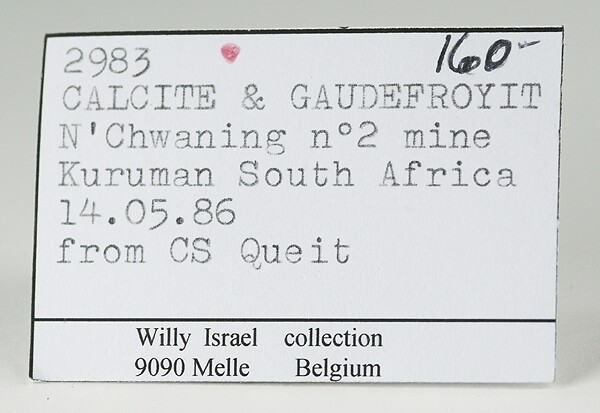 2983 160-
CALCITE & GAUDEFROYIT
N'Chwaning n°2 mine
Kuruman South Africa
14.05.86
from CS Queit
Willy Israel collection
9090 Melle Belgium